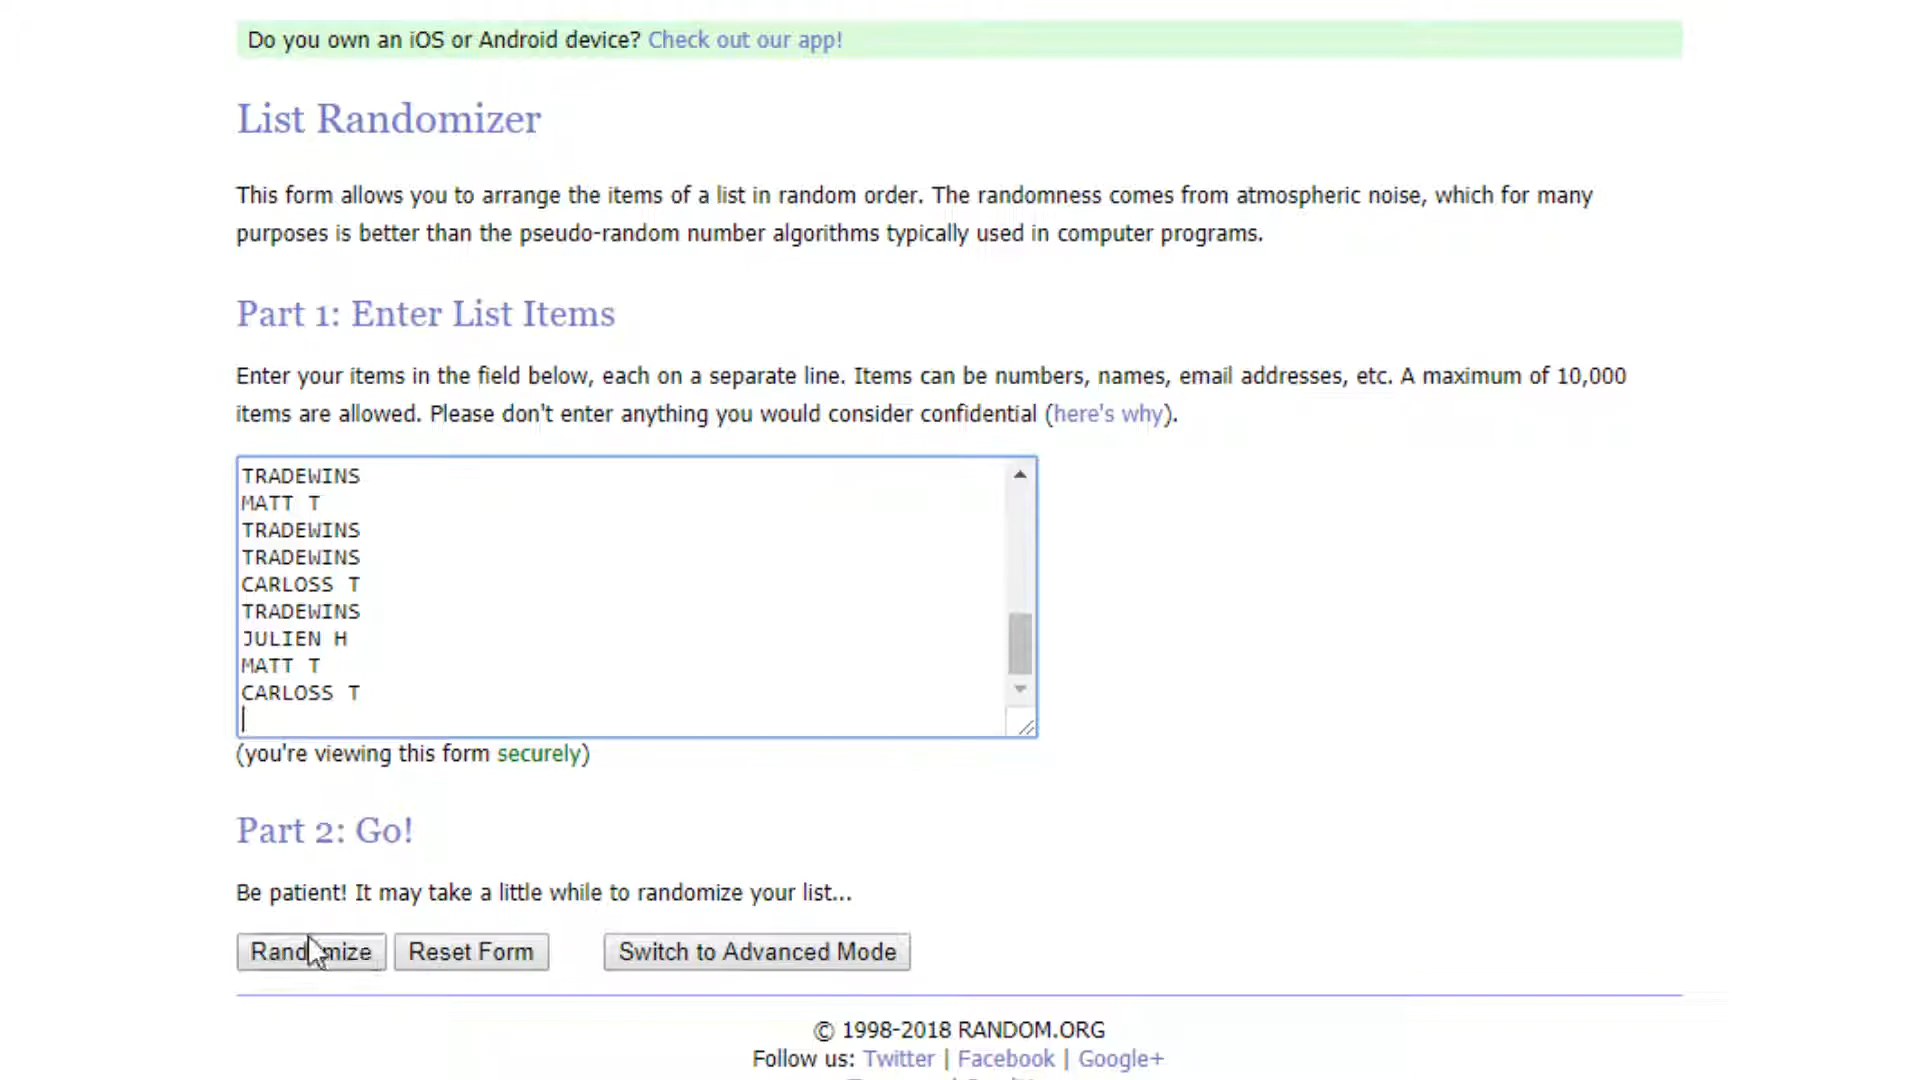 Do you own an iOS or Android device? Check out our app!
List Randomizer
This form allows you to arrange the items of a list in random order. The randomness comes from atmospheric noise, which for many
purposes is better than the pseudo-random number algorithms typically used in computer programs.
Part 1: Enter List Items
Enter your items in the field below, each on a separate line. Items can be numbers, names, email addresses, etc. A maximum of 10,000
items are allowed. Please don't enter anything you would consider confidential (here's why).
TRADEWINS
MATT T
TRADEWINS
TRADEWINS
CARLOSS T
TRADEWINS
JULIEN H
MATT T
CARLOSS T
(you're viewing this form securely)
Part 2: Go!
Be patient! It may take a little while to randomize your list...
Randomize Reset Form Switch to Advanced Mode
© 1998-2018 RANDOM.ORG
Follow us: Twitter | Facebook | Google+